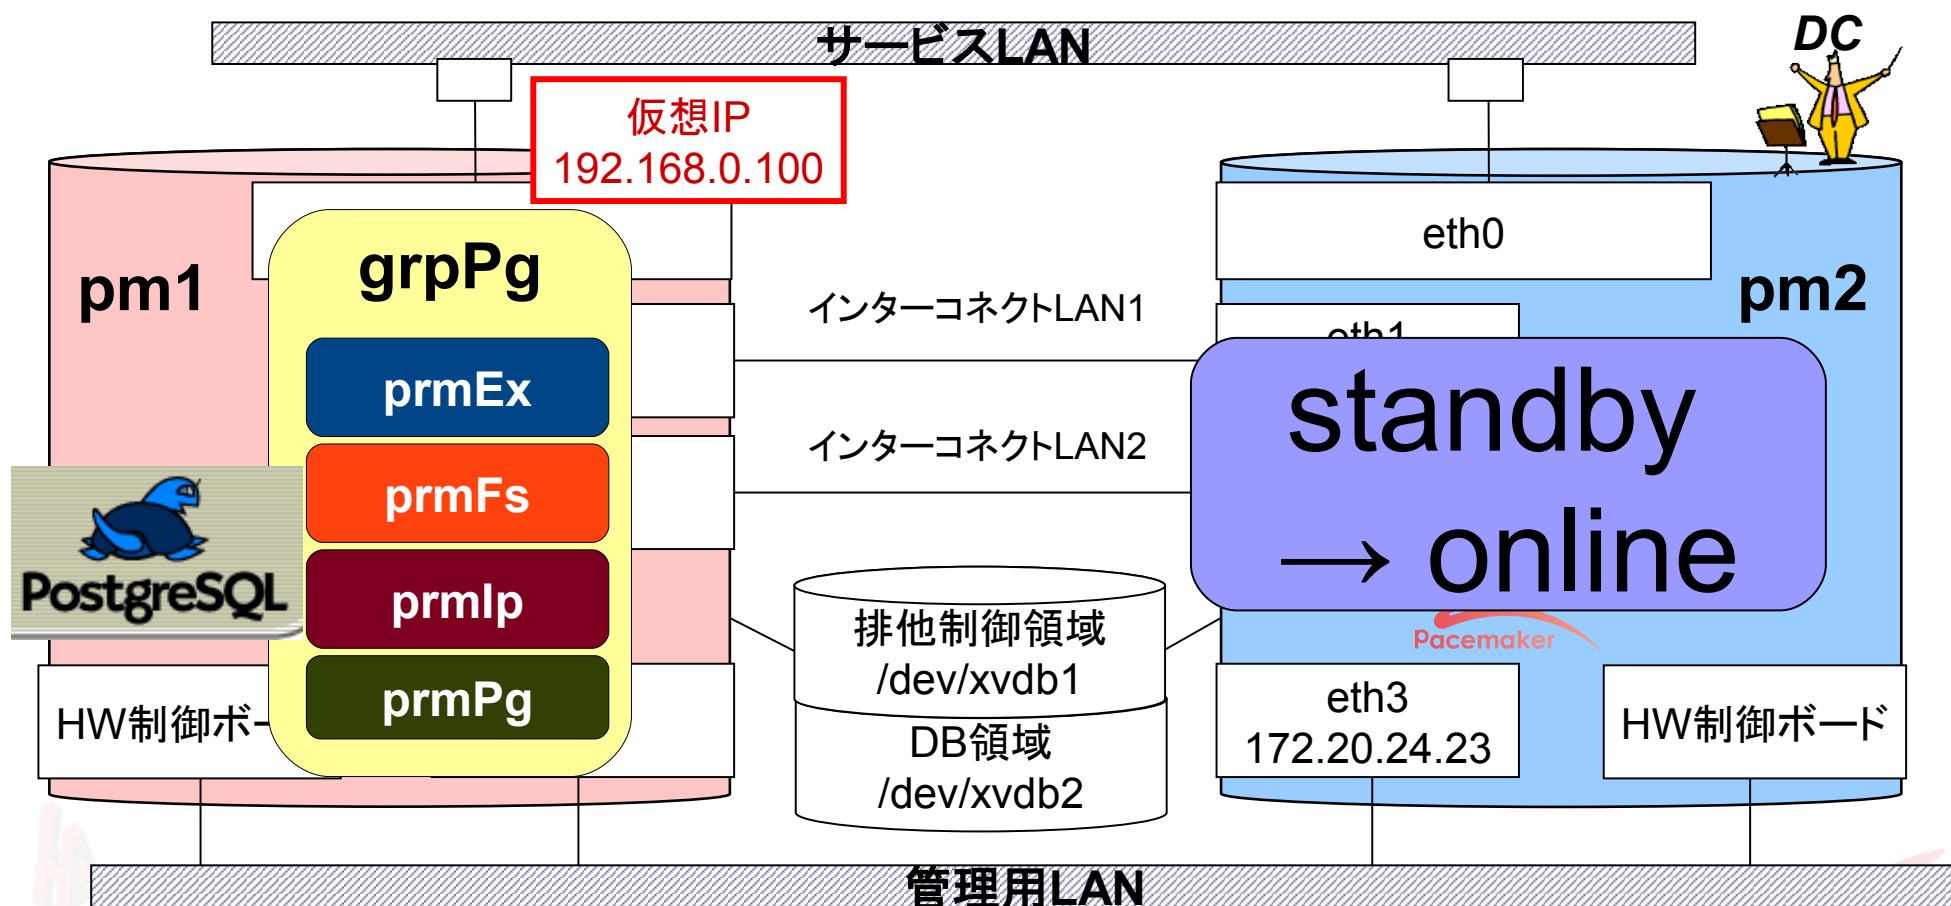 サービスLAN
DC
仮想IP
192.168.0.100
pm1
grpPg
prmEx
prmFs
prmIp
prmPg
PostgreSQL
HW制御ボー
インターコネクトLAN1
インターコネクトLAN2
排他制御領域
/dev/xvdb1
DB領域
/dev/xvdb2
eth0
pm2
eth1
standby
→ online
Pacemaker
eth3
172.20.24.23
HW制御ボード
管理用LAN